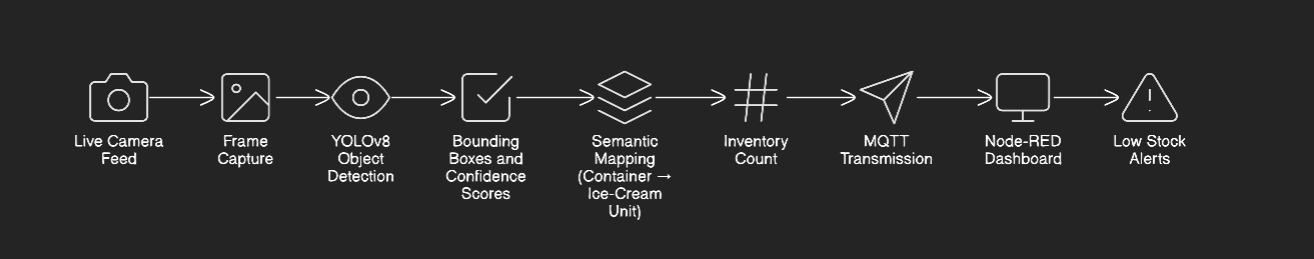 Live Camera
Feed
Frame
Capture
YOLOv8
Object
Detection
Bounding
Boxes and
Confidence
Scores
Semantic
Mapping
(Container →
Ice-Cream
Unit)
Inventory
Count
MQTT
Transmission
Node-RED
Dashboard
Low Stock
Alerts